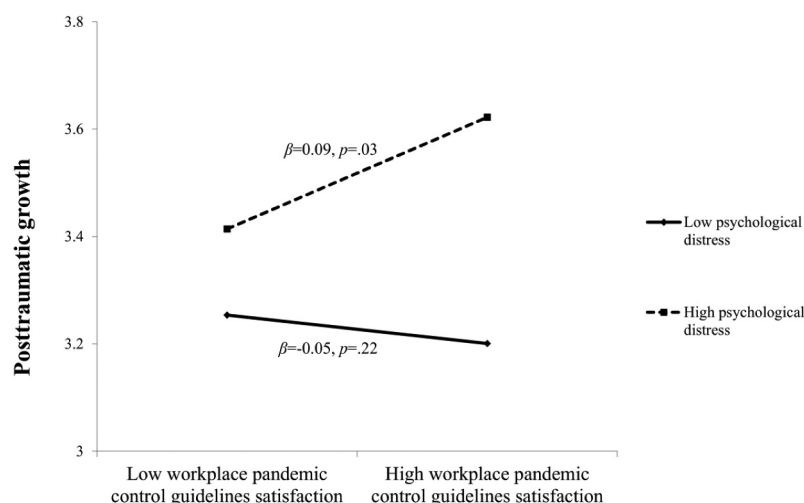 3.8
3.6
3.4
3.2
3
Posttraumatic growth
β=0.09, p=.03
β=-0.05, p=.22
Low workplace pandemic
control guidelines satisfaction
High workplace pandemic
control guidelines satisfaction
Low psychological
distress
High psychological
distress